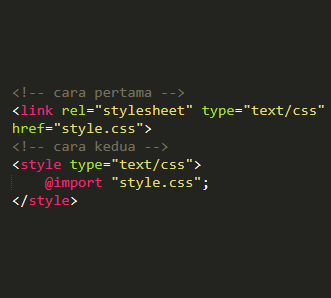 <!-- cara pertama -->
<link rel="stylesheet" type="text/css"
href="style.css">
<!-- cara kedua -->
<style type="text/css">
    @import "style.css";
</style>